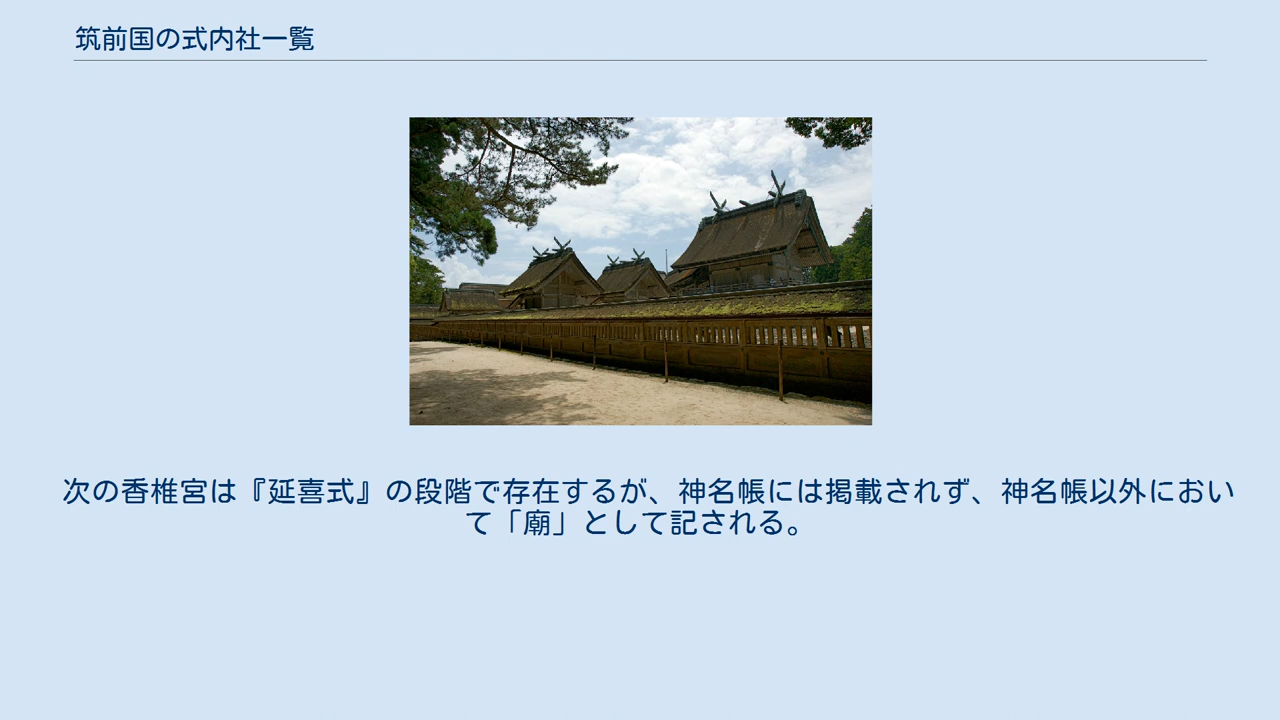 筑前国の式内社一覧
次の香椎宮は『延喜式』の段階で存在するが、神名帳には掲載されず、神名帳以外におい
て「廟」として記される。